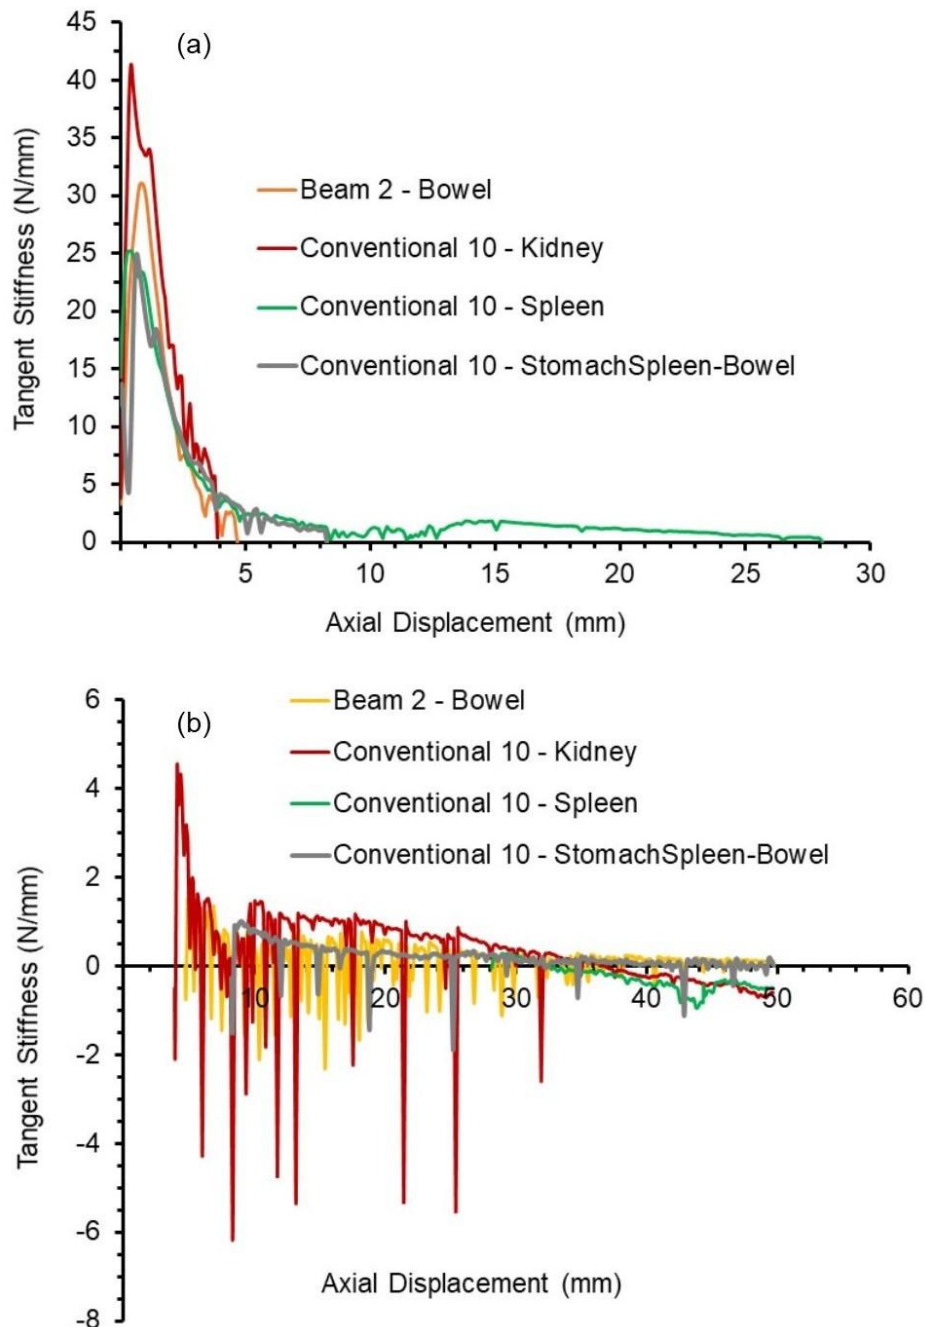 (a)
Tangent Stiffness (N/mm)
45
40
35
30
25
20
15
10
5
0
Beam 2 - Bowel
Conventional 10 - Kidney
Conventional 10 - Spleen
Conventional 10 - StomachSpleen-Bowel
5 10 15 20 25 30
Axial Displacement (mm)
(b)
Tangent Stiffness (N/mm)
6
4
2
0
-2
-4
-6
-8
Beam 2 - Bowel
Conventional 10 - Kidney
Conventional 10 - Spleen
Conventional 10 - StomachSpleen-Bowel
10 20 30 40 50 60
Axial Displacement (mm)